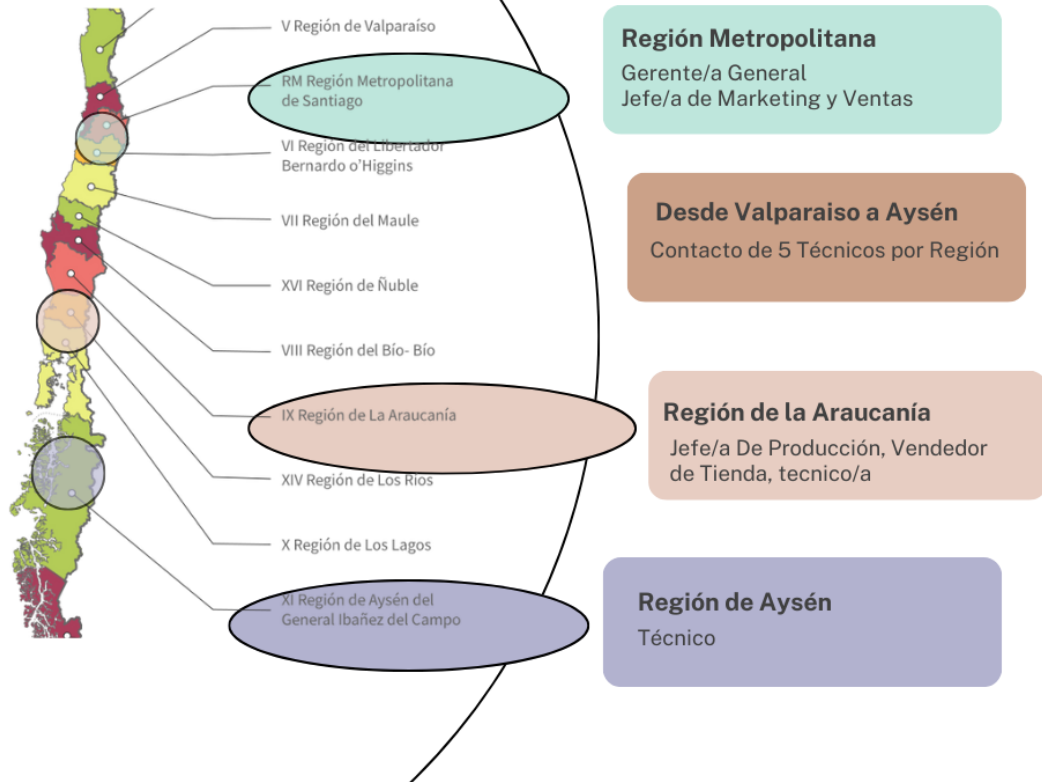 V Región de Valparaíso
RM Región Metropolitana
de Santiago
VI Región del Libertador
Bernardo o'Higgins
VII Región del Maule
XVI Región de Ñuble
VIII Región del Bío- Bío
IX Región de La Araucanía
XIV Región de Los Ríos
X Región de Los Lagos
XI Región de Aysén del
General Ibañez del Campo
Región Metropolitana
Gerente/a General
Jefe/a de Marketing y Ventas
Desde Valparaiso a Aysén
Contacto de 5 Técnicos por Región
Región de la Araucanía
Jefe/a De Producción, Vendedor
de Tienda, tecnico/a
Región de Aysén
Técnico